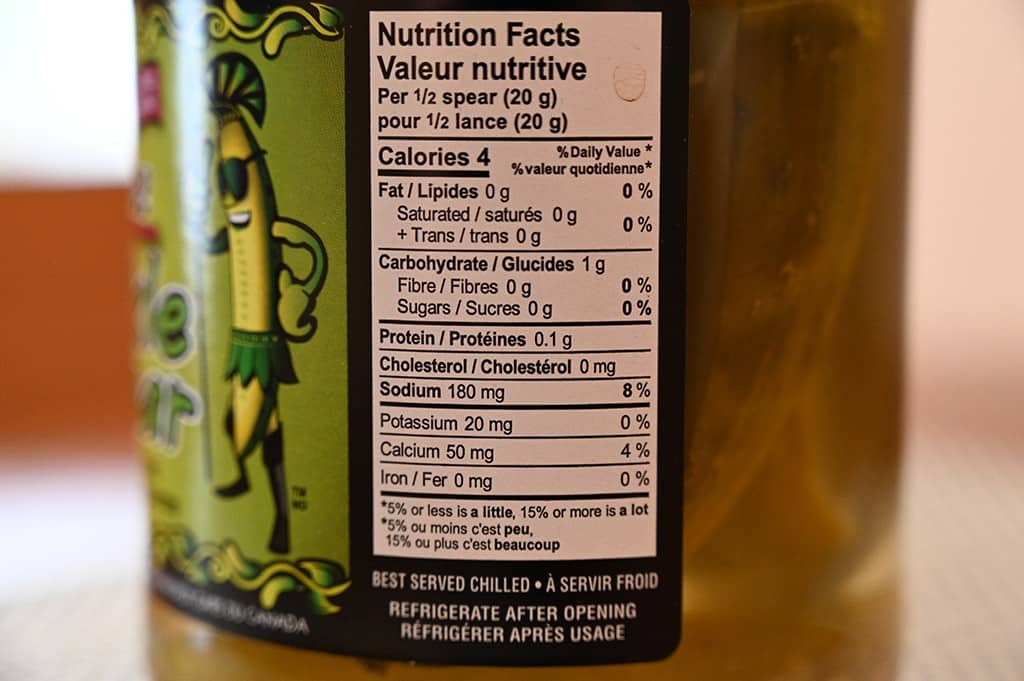 Nutrition Facts
Valeur nutritive
Per 1/2 spear (20 g)
pour 1/2 lance (20 g)
Calories 4
% Daily Value *
% valeur quotidienne*
Fat / Lipides 0 g 0 %
Saturated / saturés 0 g
+ Trans / trans 0 g
0 %
Carbohydrate / Glucides 1 g
Fibre / Fibres 0 g 0 %
Sugars / Sucres 0 g 0 %
Protein / Protéines 0.1 g
Cholesterol / Cholestérol 0 mg
Sodium 180 mg 8 %
Potassium 20 mg 0 %
Calcium 50 mg 4 %
Iron / Fer 0 mg 0 %
*5% or less is a little, 15% or more is a lot
*5% ou moins c'est peu,
15% ou plus c'est beaucoup
BEST SERVED CHILLED • À SERVIR FROID
REFRIGERATE AFTER OPENING
RÉFRIGÉRER APRÈS USAGE
TM
MD
DU CANADA